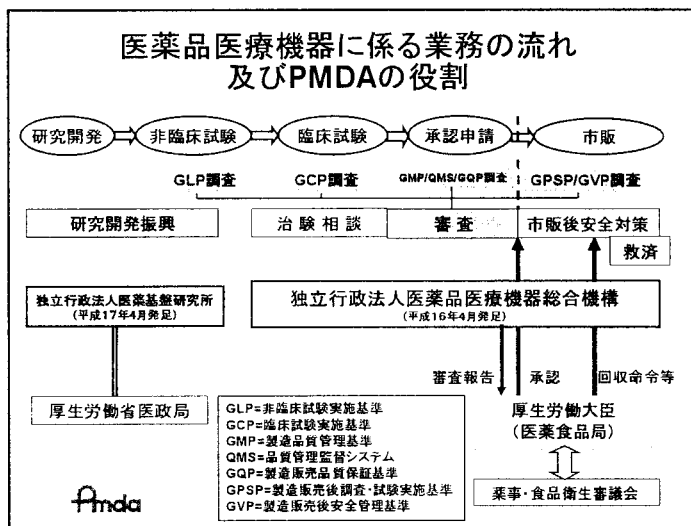 医薬品医療機器に係る業務の流れ
及びPMDAの役割
研究開発
非臨床試験
臨床試験
承認申請
市販
GLP調査
GCP調査
GMP/QMS/GQP調査
GPSP/GVP調査
研究開発振興
治験相談
審査
市販後安全対策
救済
独立行政法人医薬基盤研究所
(平成17年4月発足)
独立行政法人医薬品医療機器総合機構
(平成16年4月発足)
審査報告
承認
回収命令等
厚生労働省医政局
厚生労働大臣
(医薬食品局)
GLP=非臨床試験実施基準
GCP=臨床試験実施基準
GMP=製造品質管理基準
QMS=品質管理監督システム
GQP=製造販売品質保証基準
GPSP=製造販売後調査・試験実施基準
GVP=製造販売後安全管理基準
薬事・食品衛生審議会
Pmda